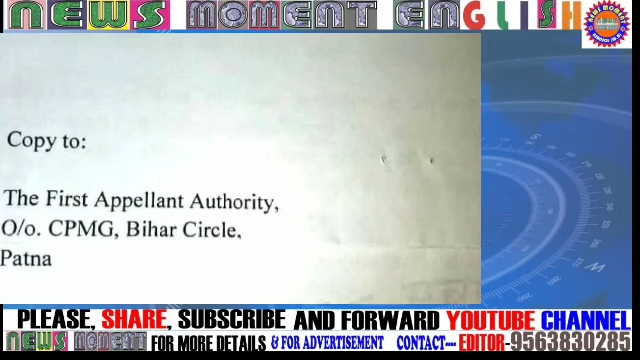 NEWS MOMENT ENGLISH
Copy to:
The First Appellant Authority,
O/o. CPMG, Bihar Circle,
Patna
PLEASE, SHARE, SUBSCRIBE AND FORWARD YOUTUBE CHANNEL
NEWS MOMENT FOR MORE DETAILS & FOR ADVERTISEMENT CONTACT--- EDITOR-9563830285